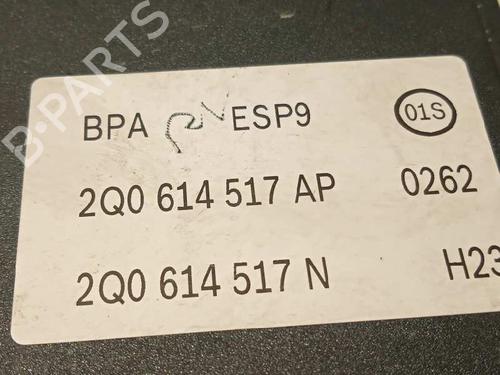 BPA ESP9 01S
2Q0 614 517 AP 0262
2Q0 614 517 N H23
B-PARTS